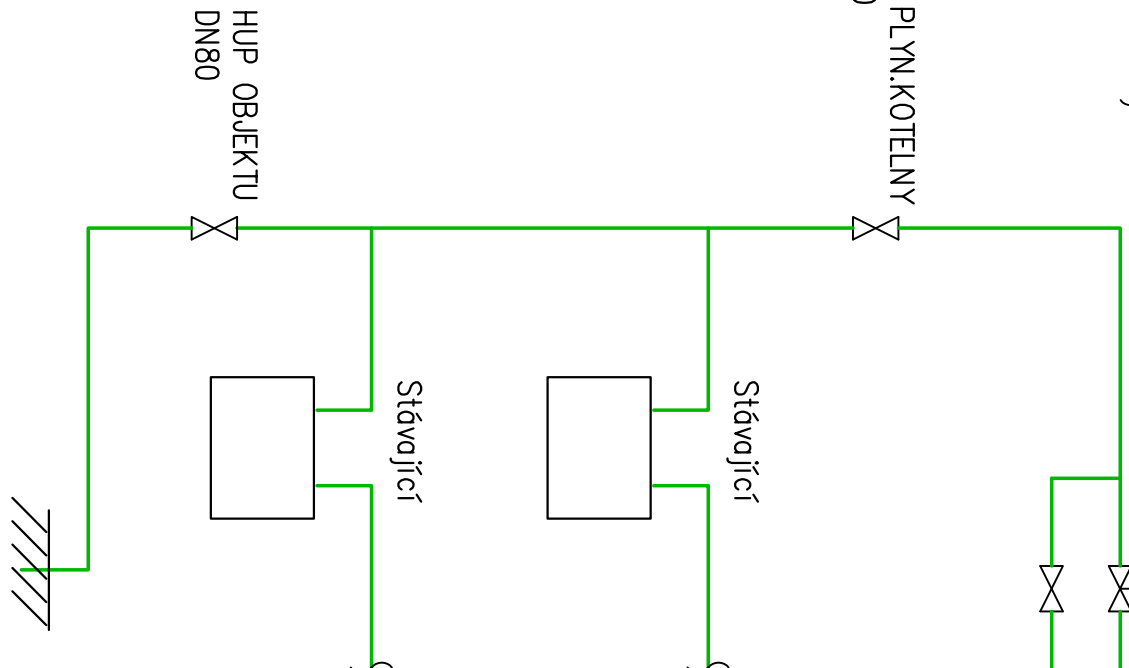 HUP OBJEKTU
DN80
PLYN.KOTELNY
Stávající
Stávající